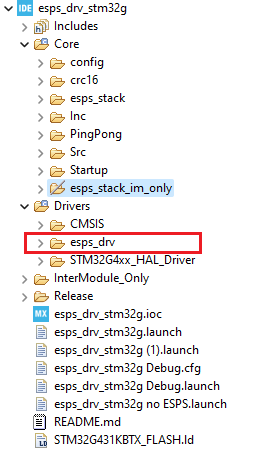 IDE esps_drv_stm32g
Includes
Core
config
crc16
esps_stack
Inc
PingPong
Src
Startup
esps_stack_im_only
Drivers
CMSIS
esps_drv
STM32G4xx_HAL_Driver
InterModule_Only
Release
MX esps_drv_stm32g.ioc
esps_drv_stm32g.launch
esps_drv_stm32g (1).launch
esps_drv_stm32g Debug.cfg
esps_drv_stm32g Debug.launch
esps_drv_stm32g no ESPS.launch
README.md
STM32G431KBTX_FLASH.ld